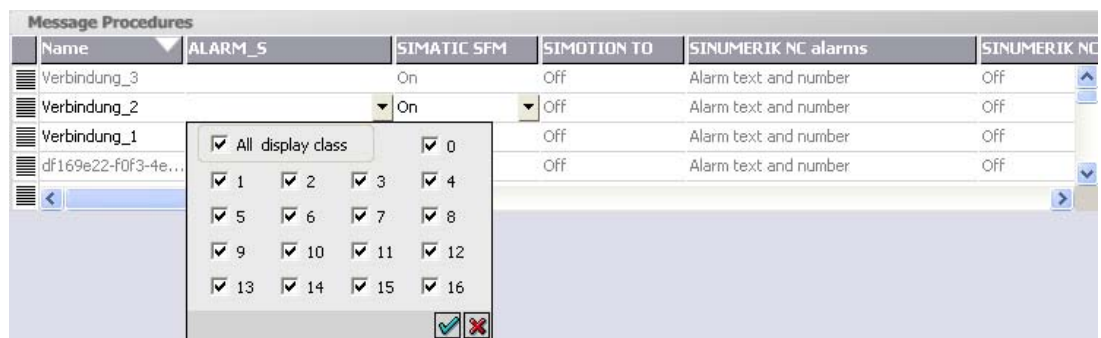 Message Procedures
Name ALARM_S SIMATIC SFM SIMOTION TO SINUMERIK NC alarms SINUMERIK NC
Verbindung_3 On Off Alarm text and number Off
Verbindung_2 On Off Alarm text and number Off
Verbindung_1 Off Alarm text and number Off
df169e22-f0f3-4e... Off Alarm text and number Off
All display class 0
1 2 3 4
5 6 7 8
9 10 11 12
13 14 15 16